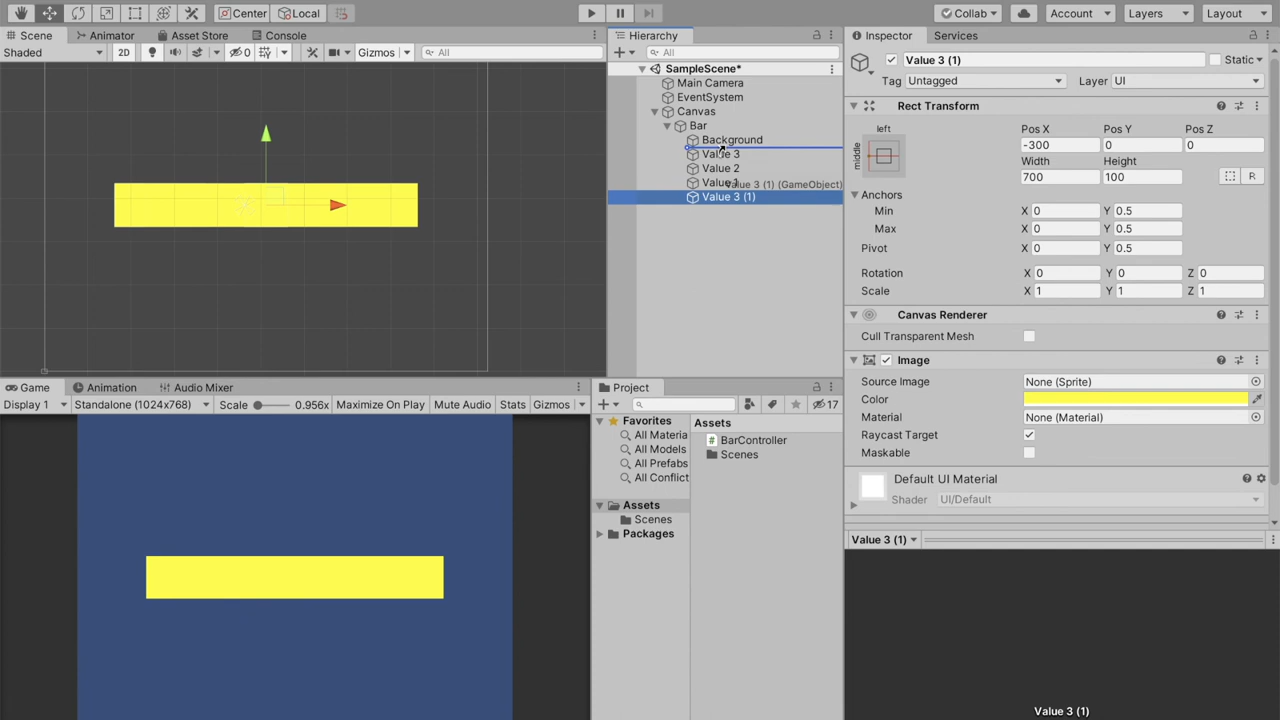 Center Local Collab Account Layers Layout
Scene Animator Asset Store Console
Shaded 2D 0 Gizmos All
Hierarchy
All
SampleScene*
Main Camera
EventSystem
Canvas
Bar
Background
Value 3
Value 2
Value 1
Value 3 (1) (GameObject)
Value 3 (1)
Inspector Services
Value 3 (1) Static
Tag Untagged Layer UI
Rect Transform
left Pos X Pos Y Pos Z
middle -300 0 0
Width Height
700 100 R
Anchors
Min X 0 Y 0.5
Max X 0 Y 0.5
Pivot X 0 Y 0.5
Rotation X 0 Y 0 Z 0
Scale X 1 Y 1 Z 1
Canvas Renderer
Cull Transparent Mesh
Image
Source Image None (Sprite)
Color
Material None (Material)
Raycast Target
Maskable
Default UI Material
Shader UI/Default
Value 3 (1)
Value 3 (1)
Game Animation Audio Mixer
Display 1 Standalone (1024x768) Scale 0.956x Maximize On Play Mute Audio Stats Gizmos
Project
17
Favorites
All Materia
All Models
All Prefabs
All Conflict
Assets
Scenes
Packages
Assets
BarController
Scenes